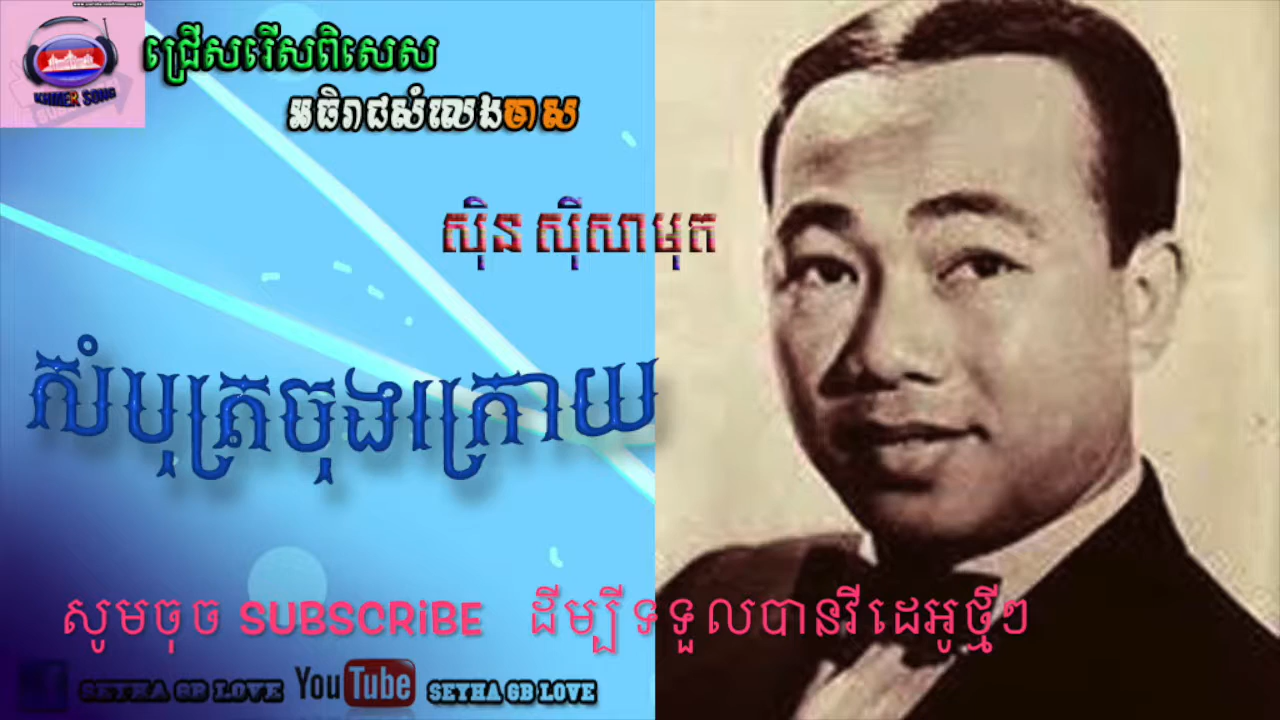 KHMER SONG
ជ្រើសរើសពិសេស
អធិរាជសំលេងមាស
ស៊ិន ស៊ីសាមុត
សំបុត្រចុងក្រោយ
សូមចុច SUBSCRIBE ដើម្បីទទួលបានវីដេអូថ្មីៗ
SEYHA GB LOVE YouTube SEYHA GB LOVE